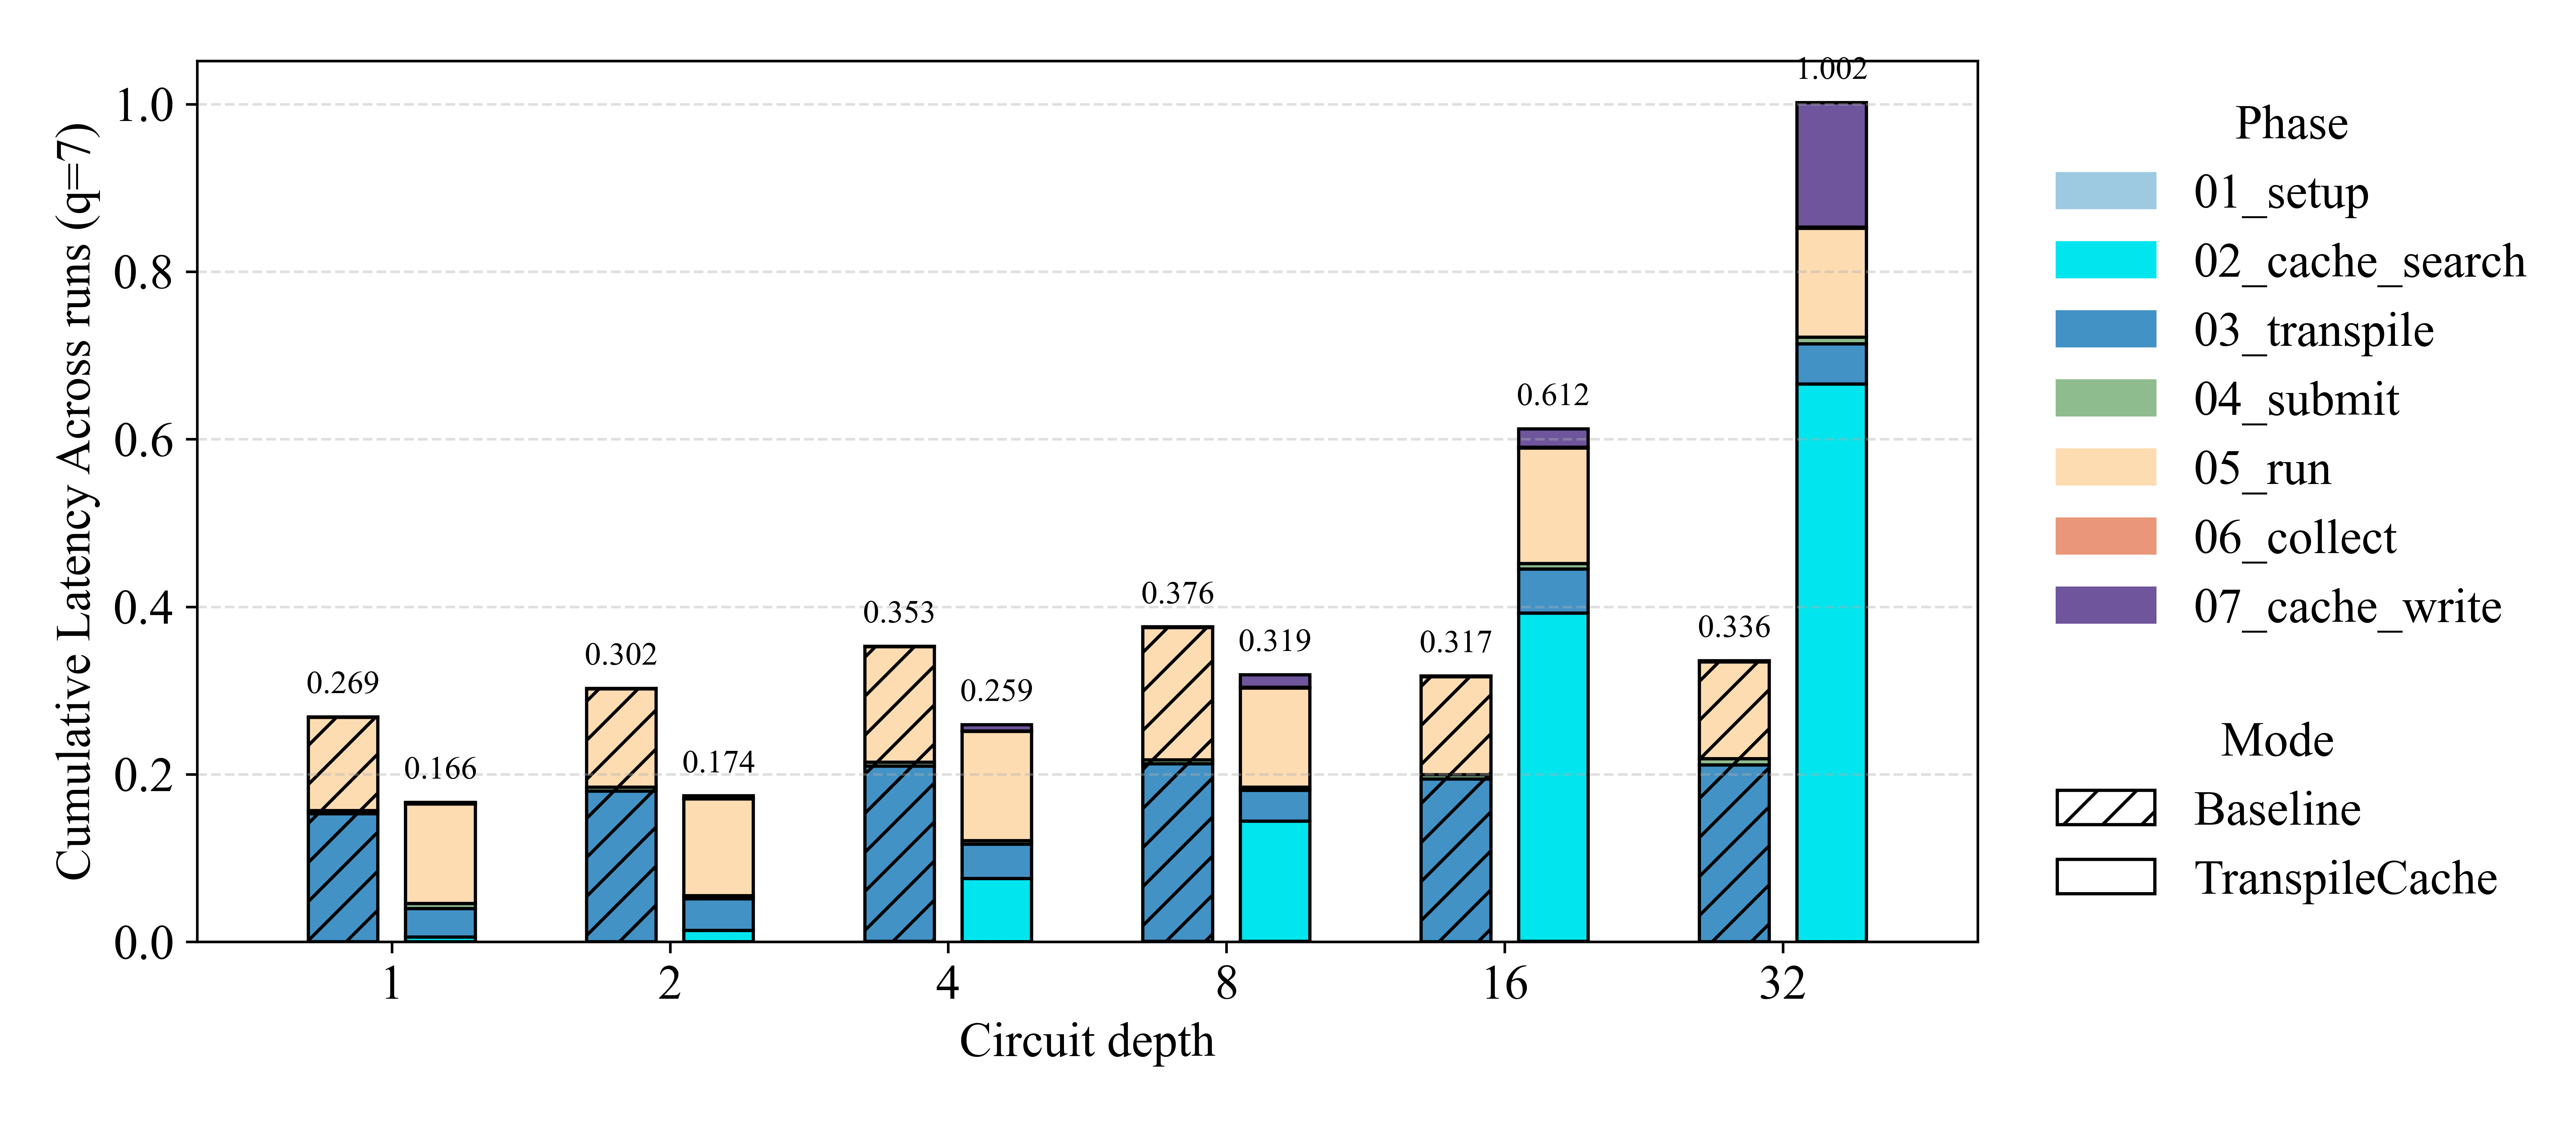 Cumulative Latency Across runs (q=7)
1.0
0.8
0.6
0.4
0.2
0.0
0.269
0.166
0.302
0.174
0.353
0.259
0.376
0.319
0.317
0.612
0.336
1.002
1
2
4
8
16
32
Circuit depth
Phase
01_setup
02_cache_search
03_transpile
04_submit
05_run
06_collect
07_cache_write
Mode
Baseline
TranspileCache